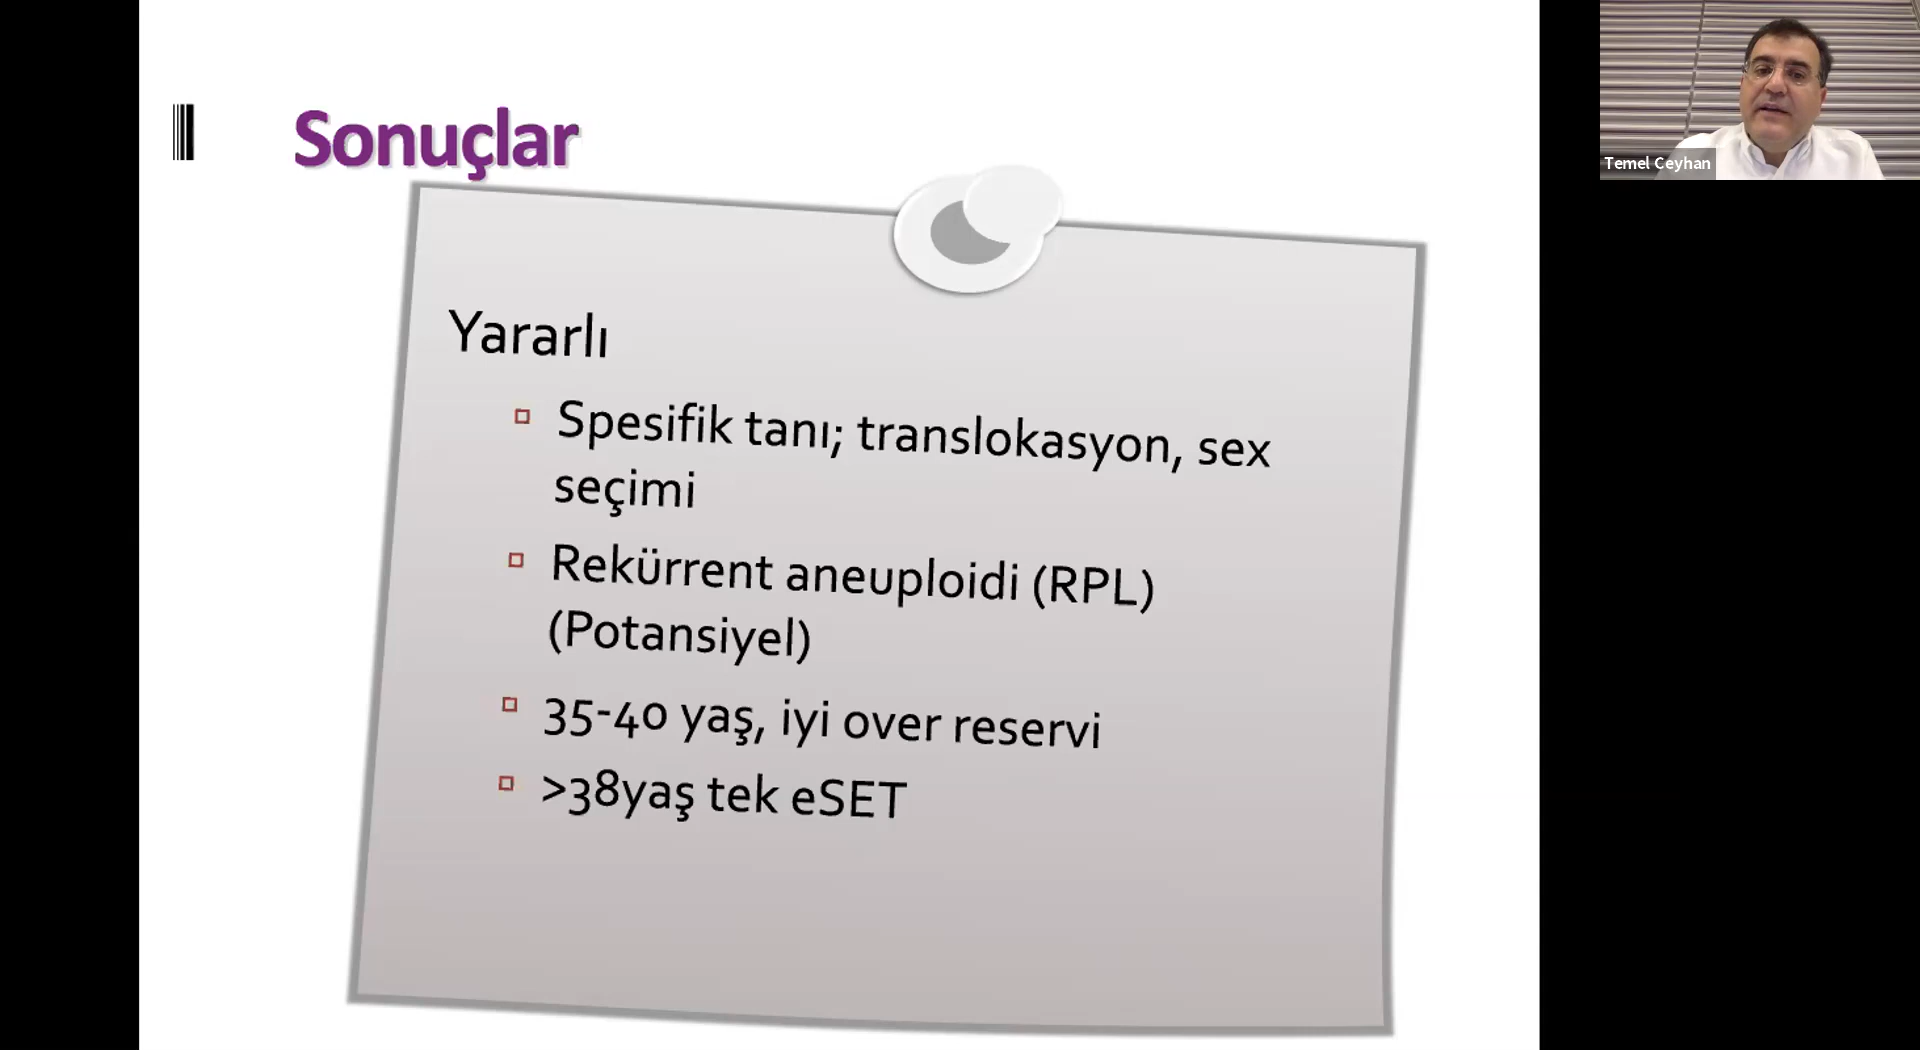 Sonuçlar
Yararlı
Spesifik tanı; translokasyon, sex
seçimi
Rekürrent aneuploidi (RPL)
(Potansiyel)
35-40 yaş, iyi over reservi
>38yaş tek eSET
Temel Ceyhan